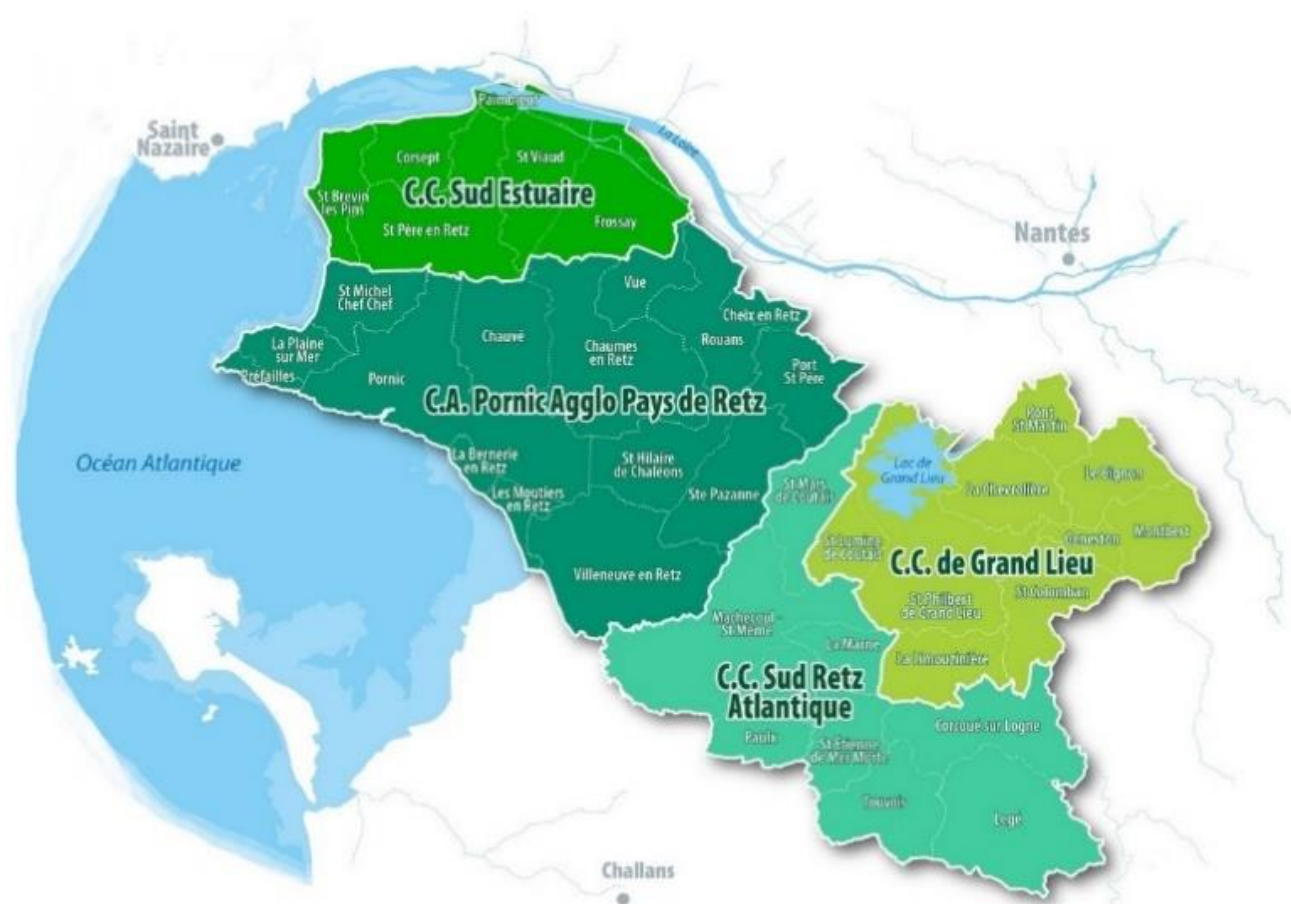 Saint
Nazaire
Paimbœuf
La Loire
Corsept
St Viaud
C.C. Sud Estuaire
St Brevin
les Pins
St Père en Retz
Frossay
Nantes
St Michel
Chef Chef
Vue
Cheix en Retz
La Plaine
sur Mer
Chauvé
Chaumes
en Retz
Rouans
Préfailles
Pornic
Port
St Père
C.A. Pornic Agglo Pays de Retz
Océan Atlantique
La Bernerie
en Retz
St Hilaire
de Chaléons
Les Moutiers
en Retz
Ste Pazanne
Villeneuve en Retz
St Mars
de Coutais
Lac de
Grand Lieu
Pont
St Martin
La Chevrolière
Le Bignon
Montbert
Geneston
St Lumine
de Coutais
C.C. de Grand Lieu
St Colomban
St Philbert
de Grand Lieu
La Limouzinière
Machecoul
St Même
La Marne
C.C. Sud Retz
Atlantique
Paulx
St Etienne
de Mer Morte
Corcoué sur Logne
Touvois
Legé
Challans